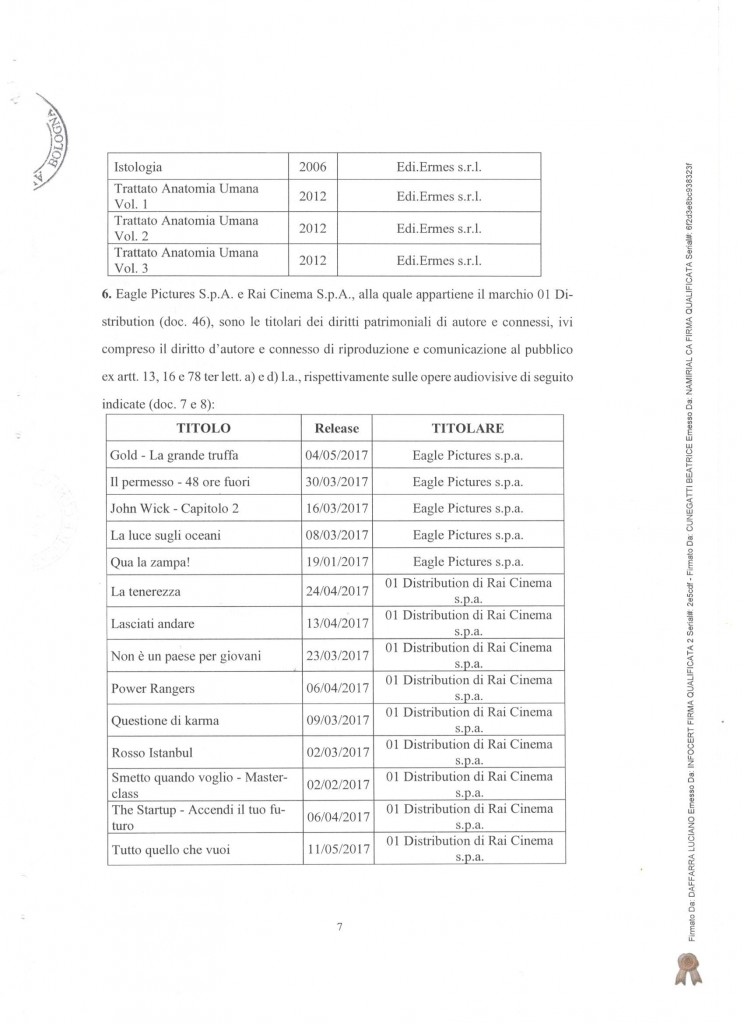 BOLOGNA
Istologia 2006 Edi.Ermes s.r.l.
Trattato Anatomia Umana
Vol. 1 2012 Edi.Ermes s.r.l.
Trattato Anatomia Umana
Vol. 2 2012 Edi.Ermes s.r.l.
Trattato Anatomia Umana
Vol. 3 2012 Edi.Ermes s.r.l.
6. Eagle Pictures S.p.A. e Rai Cinema S.p.A., alla quale appartiene il marchio 01 Di-
stribution (doc. 46), sono le titolari dei diritti patrimoniali di autore e connessi, ivi
compreso il diritto d'autore e connesso di riproduzione e comunicazione al pubblico
ex artt. 13, 16 e 78 ter lett. a) e d) l.a., rispettivamente sulle opere audiovisive di seguito
indicate (doc. 7 e 8):
TITOLO Release TITOLARE
Gold - La grande truffa 04/05/2017 Eagle Pictures s.p.a.
Il permesso - 48 ore fuori 30/03/2017 Eagle Pictures s.p.a.
John Wick - Capitolo 2 16/03/2017 Eagle Pictures s.p.a.
La luce sugli oceani 08/03/2017 Eagle Pictures s.p.a.
Qua la zampa! 19/01/2017 Eagle Pictures s.p.a.
La tenerezza 24/04/2017 01 Distribution di Rai Cinema
s.p.a.
Lasciati andare 13/04/2017 01 Distribution di Rai Cinema
s.p.a.
Non è un paese per giovani 23/03/2017 01 Distribution di Rai Cinema
s.p.a.
Power Rangers 06/04/2017 01 Distribution di Rai Cinema
s.p.a.
Questione di karma 09/03/2017 01 Distribution di Rai Cinema
s.p.a.
Rosso Istanbul 02/03/2017 01 Distribution di Rai Cinema
s.p.a.
Smetto quando voglio - Master-
class 02/02/2017 01 Distribution di Rai Cinema
s.p.a.
The Startup - Accendi il tuo fu-
turo 06/04/2017 01 Distribution di Rai Cinema
s.p.a.
Tutto quello che vuoi 11/05/2017 01 Distribution di Rai Cinema
s.p.a.
7
Firmato Da: DAFFARRA LUCIANO Emesso Da: INFOCERT FIRMA QUALIFICATA 2 Serial#: 2e5cdf - Firmato Da: CUNEGATTI BEATRICE Emesso Da: NAMIRIAL CA FIRMA QUALIFICATA Serial#: 6f2d3e8bc938323f